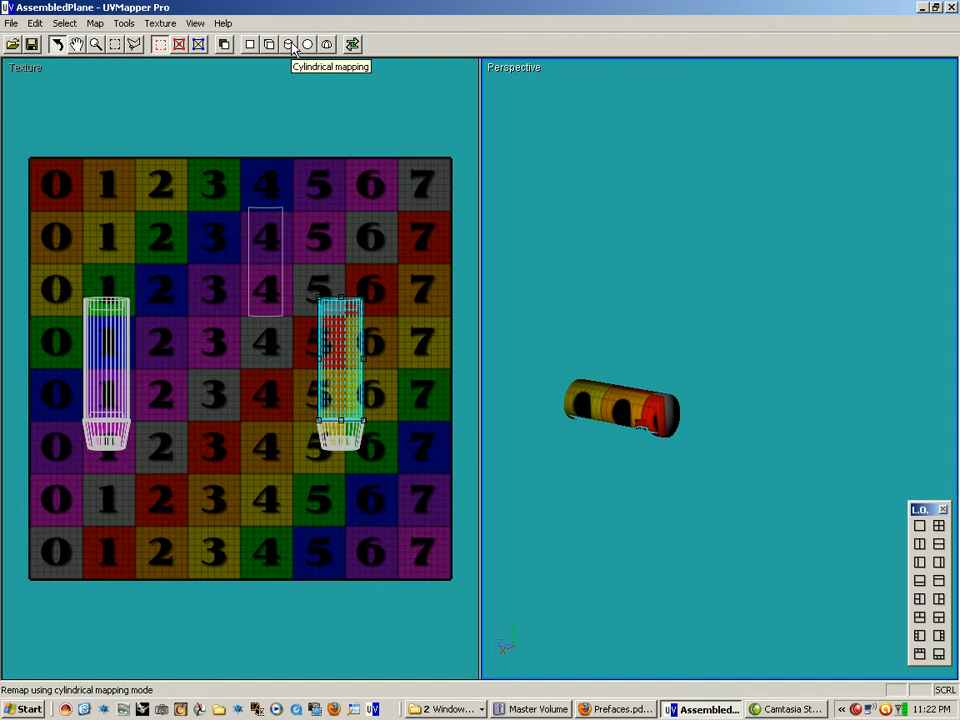 AssembledPlane - UVMapper Pro
File Edit Select Map Tools Texture View Help
Cylindrical mapping
Texture
Perspective
0 1 2 3 4 5 6 7
0 1 2 3 4 5 6 7
0 1 2 3 4 5 6 7
0 1 2 3 4 5 6 7
0 1 2 3 4 5 6 7
0 1 2 3 4 5 6 7
0 1 2 3 4 5 6 7
0 1 2 3 4 5 6 7
L.O.
Remap using cylindrical mapping mode
SCRL
Start
2 Window...
Master Volume
Prefaces.pd...
Assembled...
Camtasia St...
11:22 PM